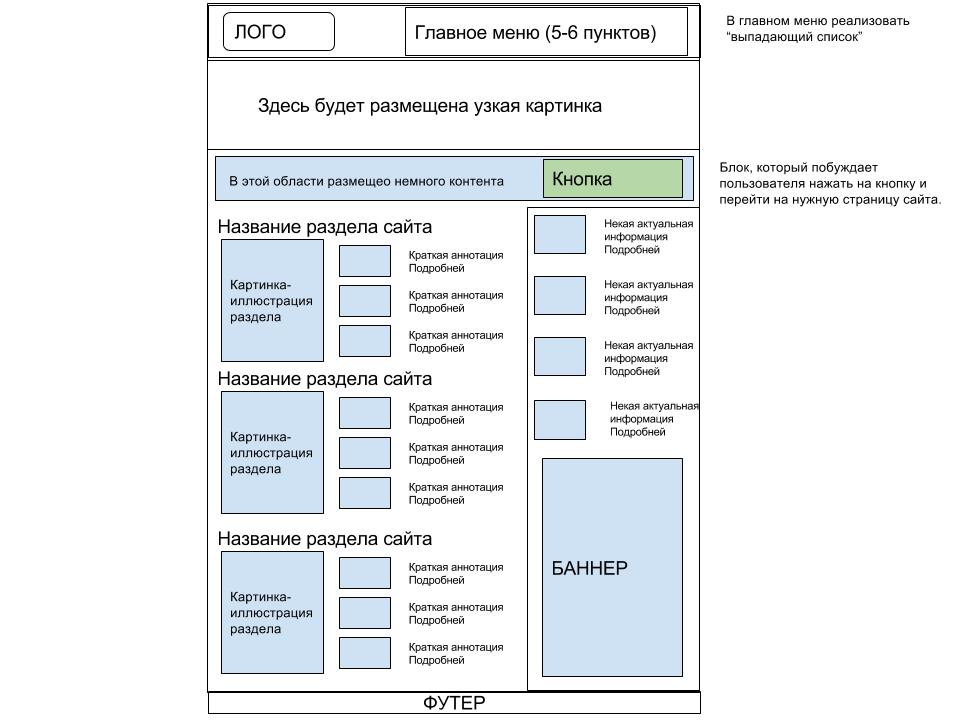 ЛОГО
Главное меню (5-6 пунктов)
В главном меню реализовать
“выпадающий список”
Здесь будет размещена узкая картинка
В этой области размещео немного контента
Кнопка
Блок, который побуждает
пользователя нажать на кнопку и
перейти на нужную страницу сайта.
Название раздела сайта
Картинка-
иллюстрация
раздела
Краткая аннотация
Подробней
Краткая аннотация
Подробней
Краткая аннотация
Подробней
Название раздела сайта
Картинка-
иллюстрация
раздела
Краткая аннотация
Подробней
Краткая аннотация
Подробней
Краткая аннотация
Подробней
Название раздела сайта
Картинка-
иллюстрация
раздела
Краткая аннотация
Подробней
Краткая аннотация
Подробней
Краткая аннотация
Подробней
Некая актуальная
информация
Подробней
Некая актуальная
информация
Подробней
Некая актуальная
информация
Подробней
Некая актуальная
информация
Подробней
БАННЕР
ФУТЕР